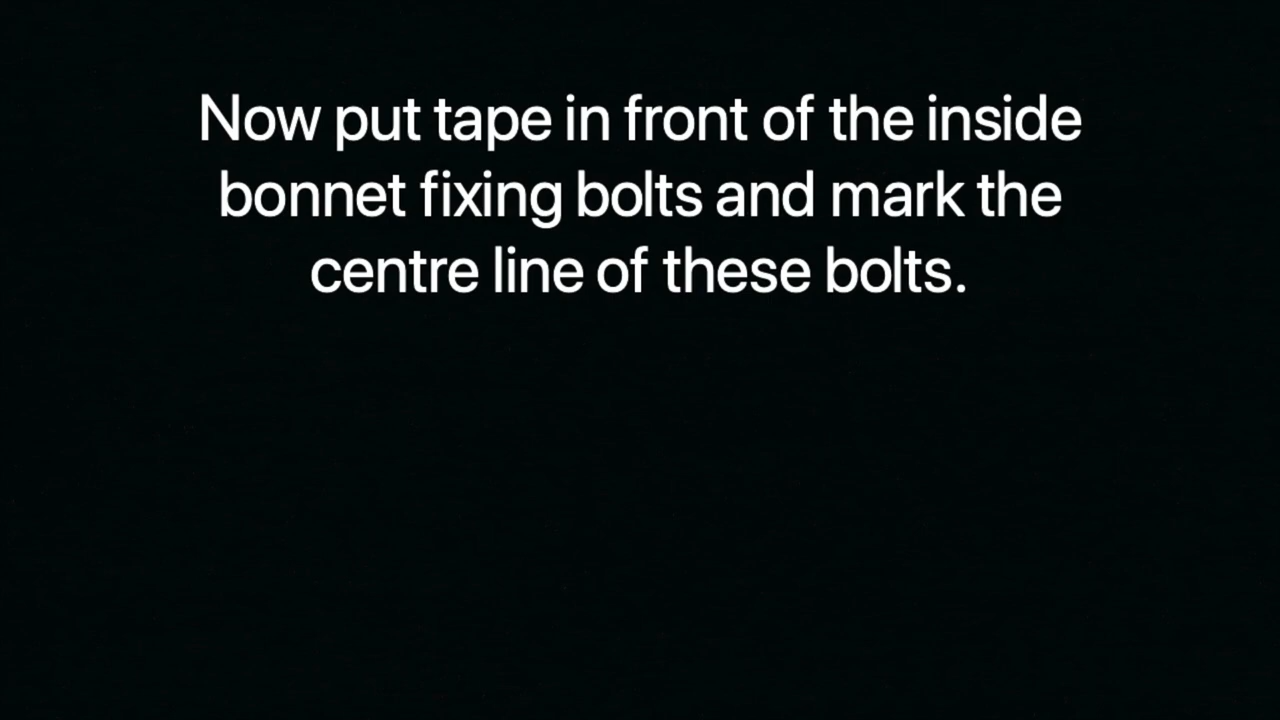 Now put tape in front of the inside
bonnet fixing bolts and mark the
centre line of these bolts.